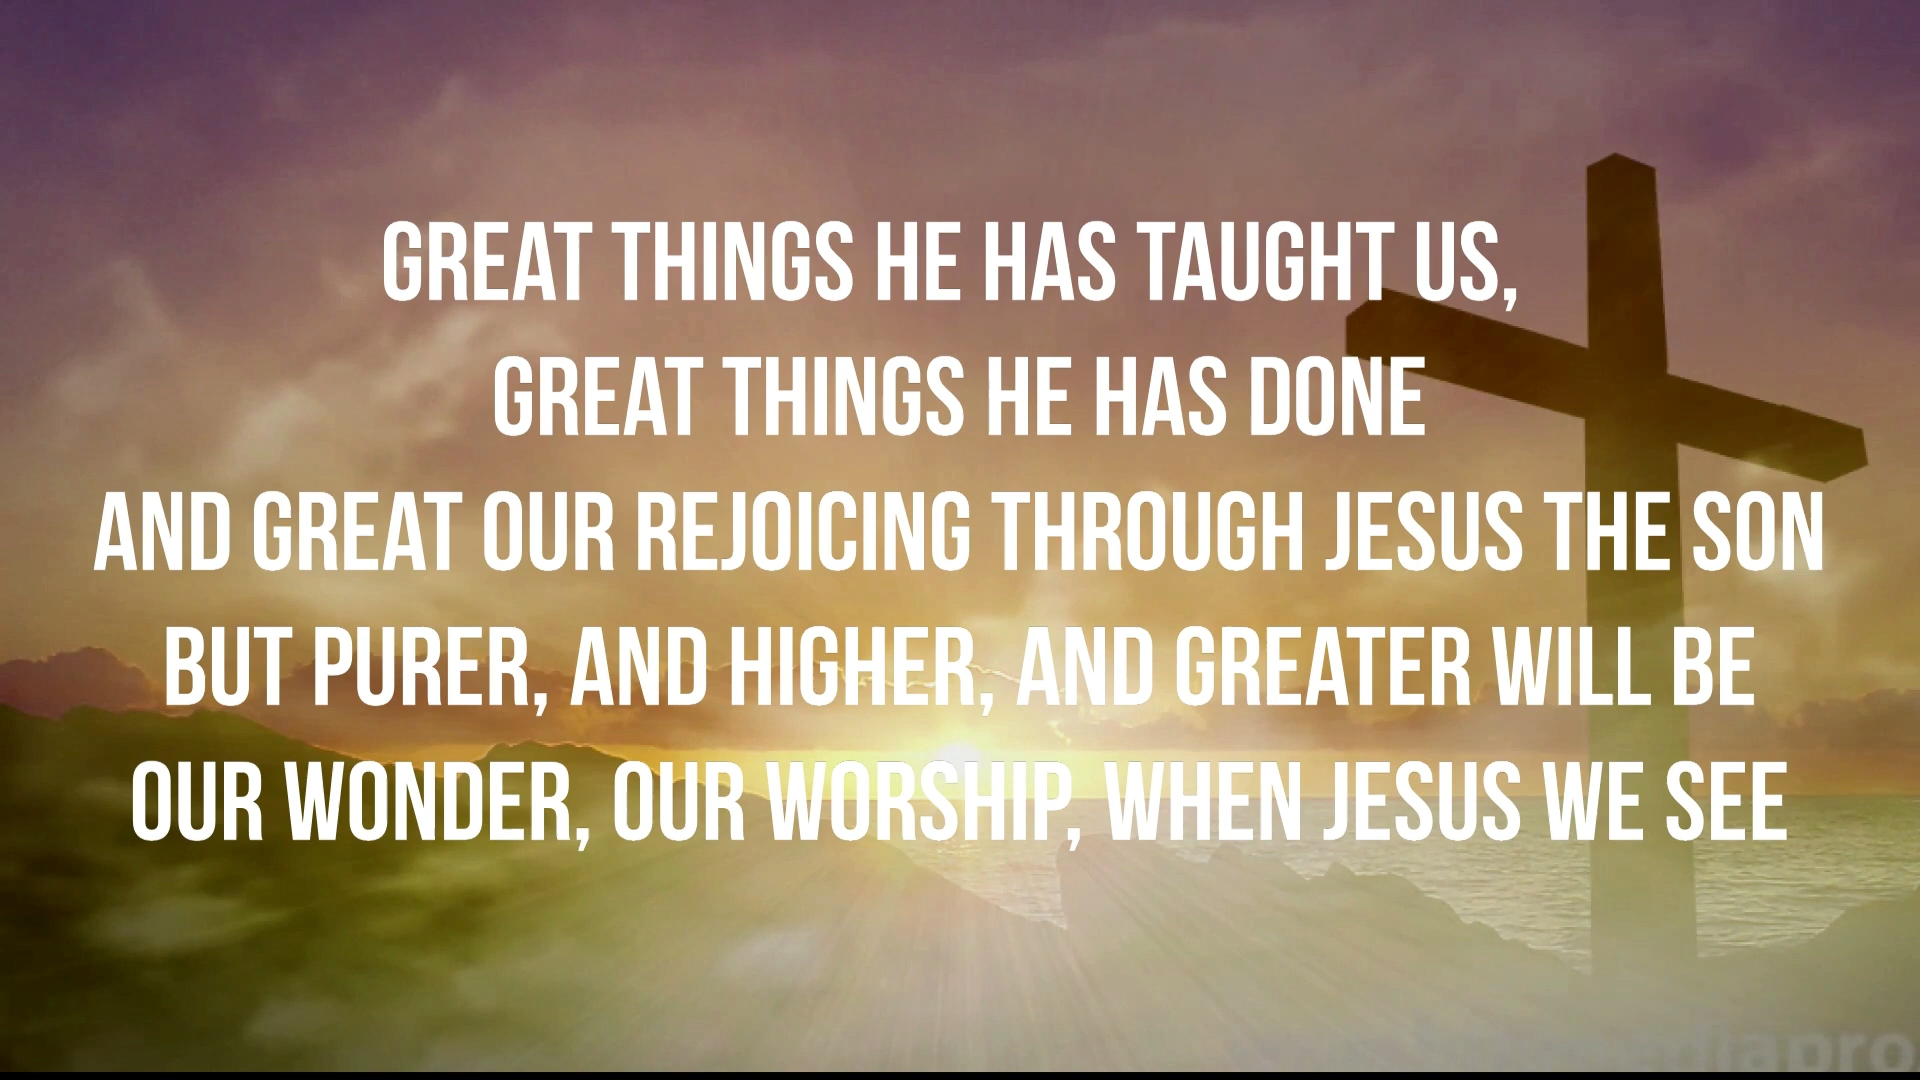 GREAT THINGS HE HAS TAUGHT US,
GREAT THINGS HE HAS DONE
AND GREAT OUR REJOICING THROUGH JESUS THE SON
BUT PURER, AND HIGHER, AND GREATER WILL BE
OUR WONDER, OUR WORSHIP, WHEN JESUS WE SEE